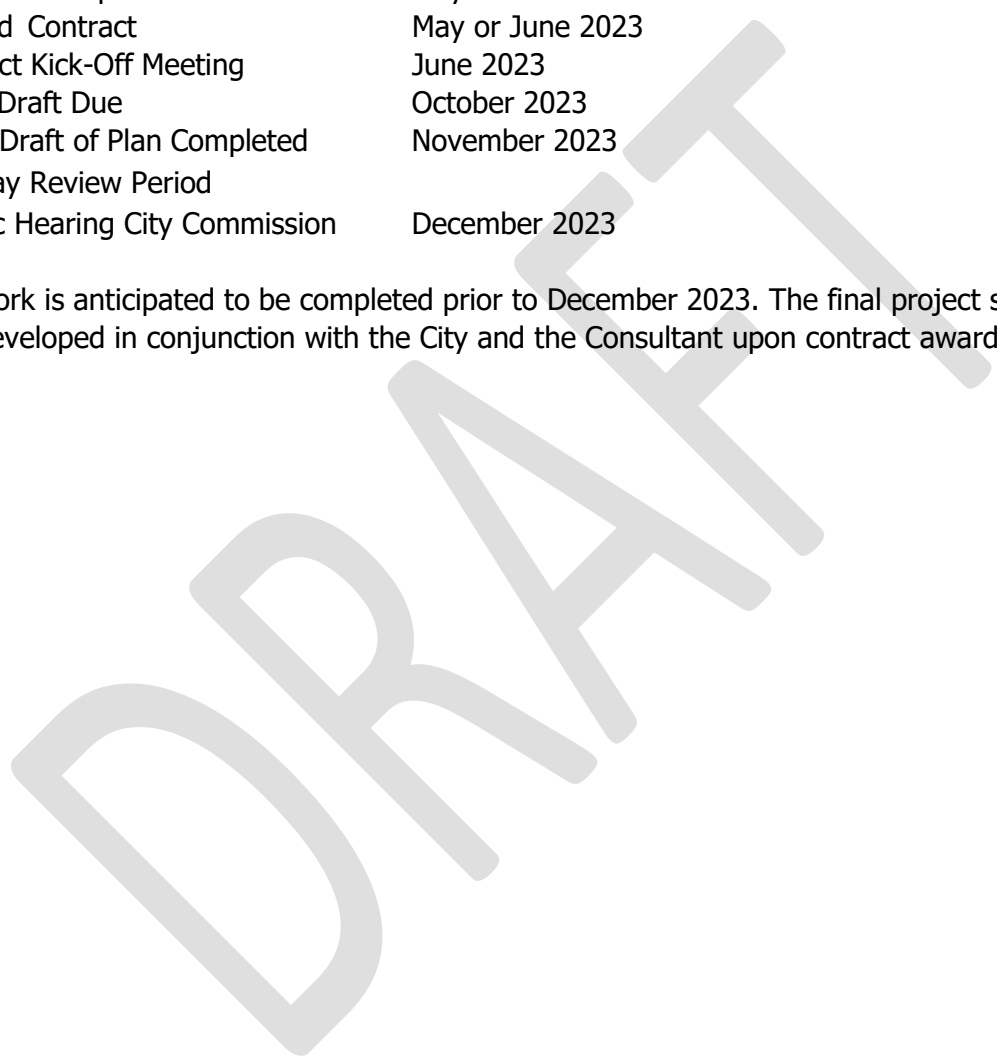 d Contract May or June 2023
ct Kick-Off Meeting June 2023
Draft Due October 2023
Draft of Plan Completed November 2023
ay Review Period
c Hearing City Commission December 2023
ork is anticipated to be completed prior to December 2023. The final project s
eveloped in conjunction with the City and the Consultant upon contract award
DRAFT